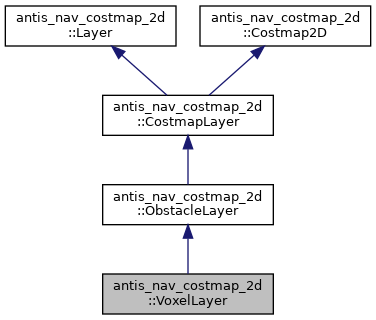 antis_nav_costmap_2d
::Layer
antis_nav_costmap_2d
::Costmap2D
antis_nav_costmap_2d
::CostmapLayer
antis_nav_costmap_2d
::ObstacleLayer
antis_nav_costmap_2d
::VoxelLayer